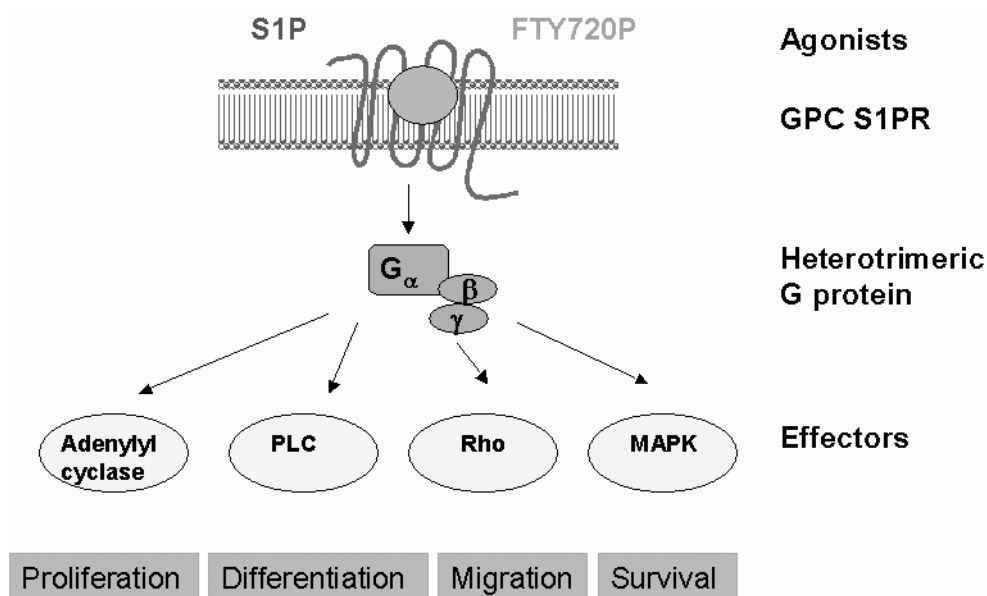 S1P
FTY720P
Agonists
GPC S1PR
Gα
β
γ
Heterotrimeric
G protein
Adenylyl
cyclase
PLC
Rho
MAPK
Effectors
Proliferation
Differentiation
Migration
Survival